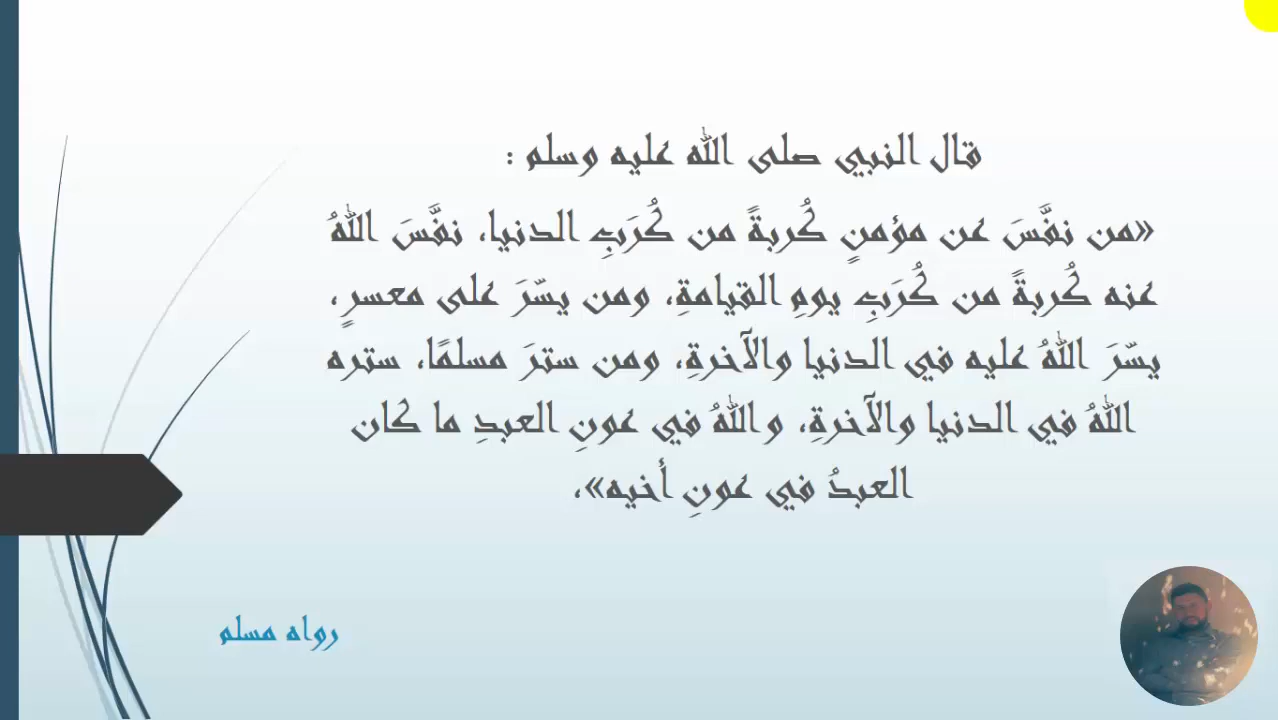 قال النبي صلى الله عليه وسلم :
«من نفَّسَ عن مؤمنٍ كُربةً من كُرَبِ الدنيا، نفَّسَ اللهُ
عنه كُربةً من كُرَبِ يومِ القيامةِ، ومن يسّرَ على معسرٍ،
يسّرَ اللهُ عليه في الدنيا والآخرةِ، ومن سترَ مسلمًا، ستره
اللهُ في الدنيا والآخرةِ، واللهُ في عونِ العبدِ ما كان
العبدُ في عونِ أخيه»،
رواه مسلم